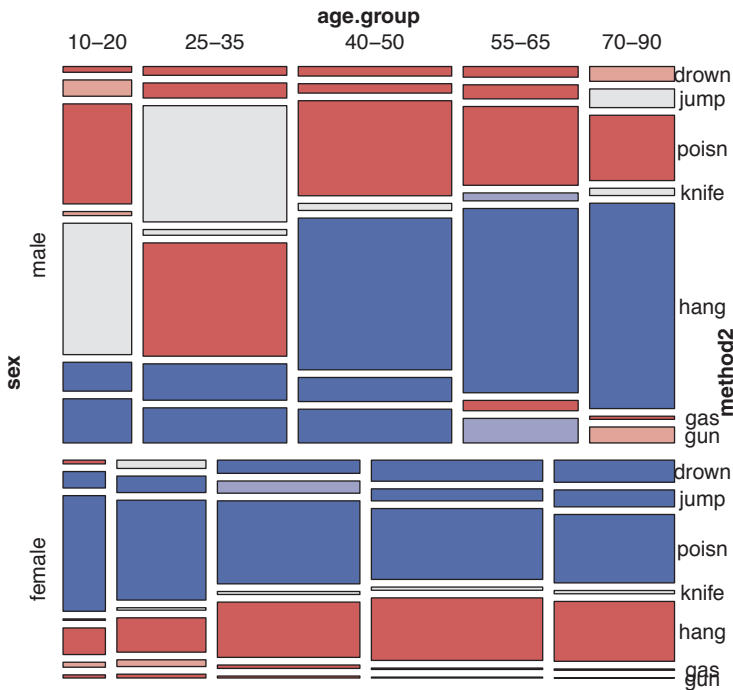 age.group
10–20 25–35 40–50 55–65 70–90
drown
jump
poisn
knife
male
hang
sex
method2
gas
gun
drown
jump
poisn
female
knife
hang
gas
gun